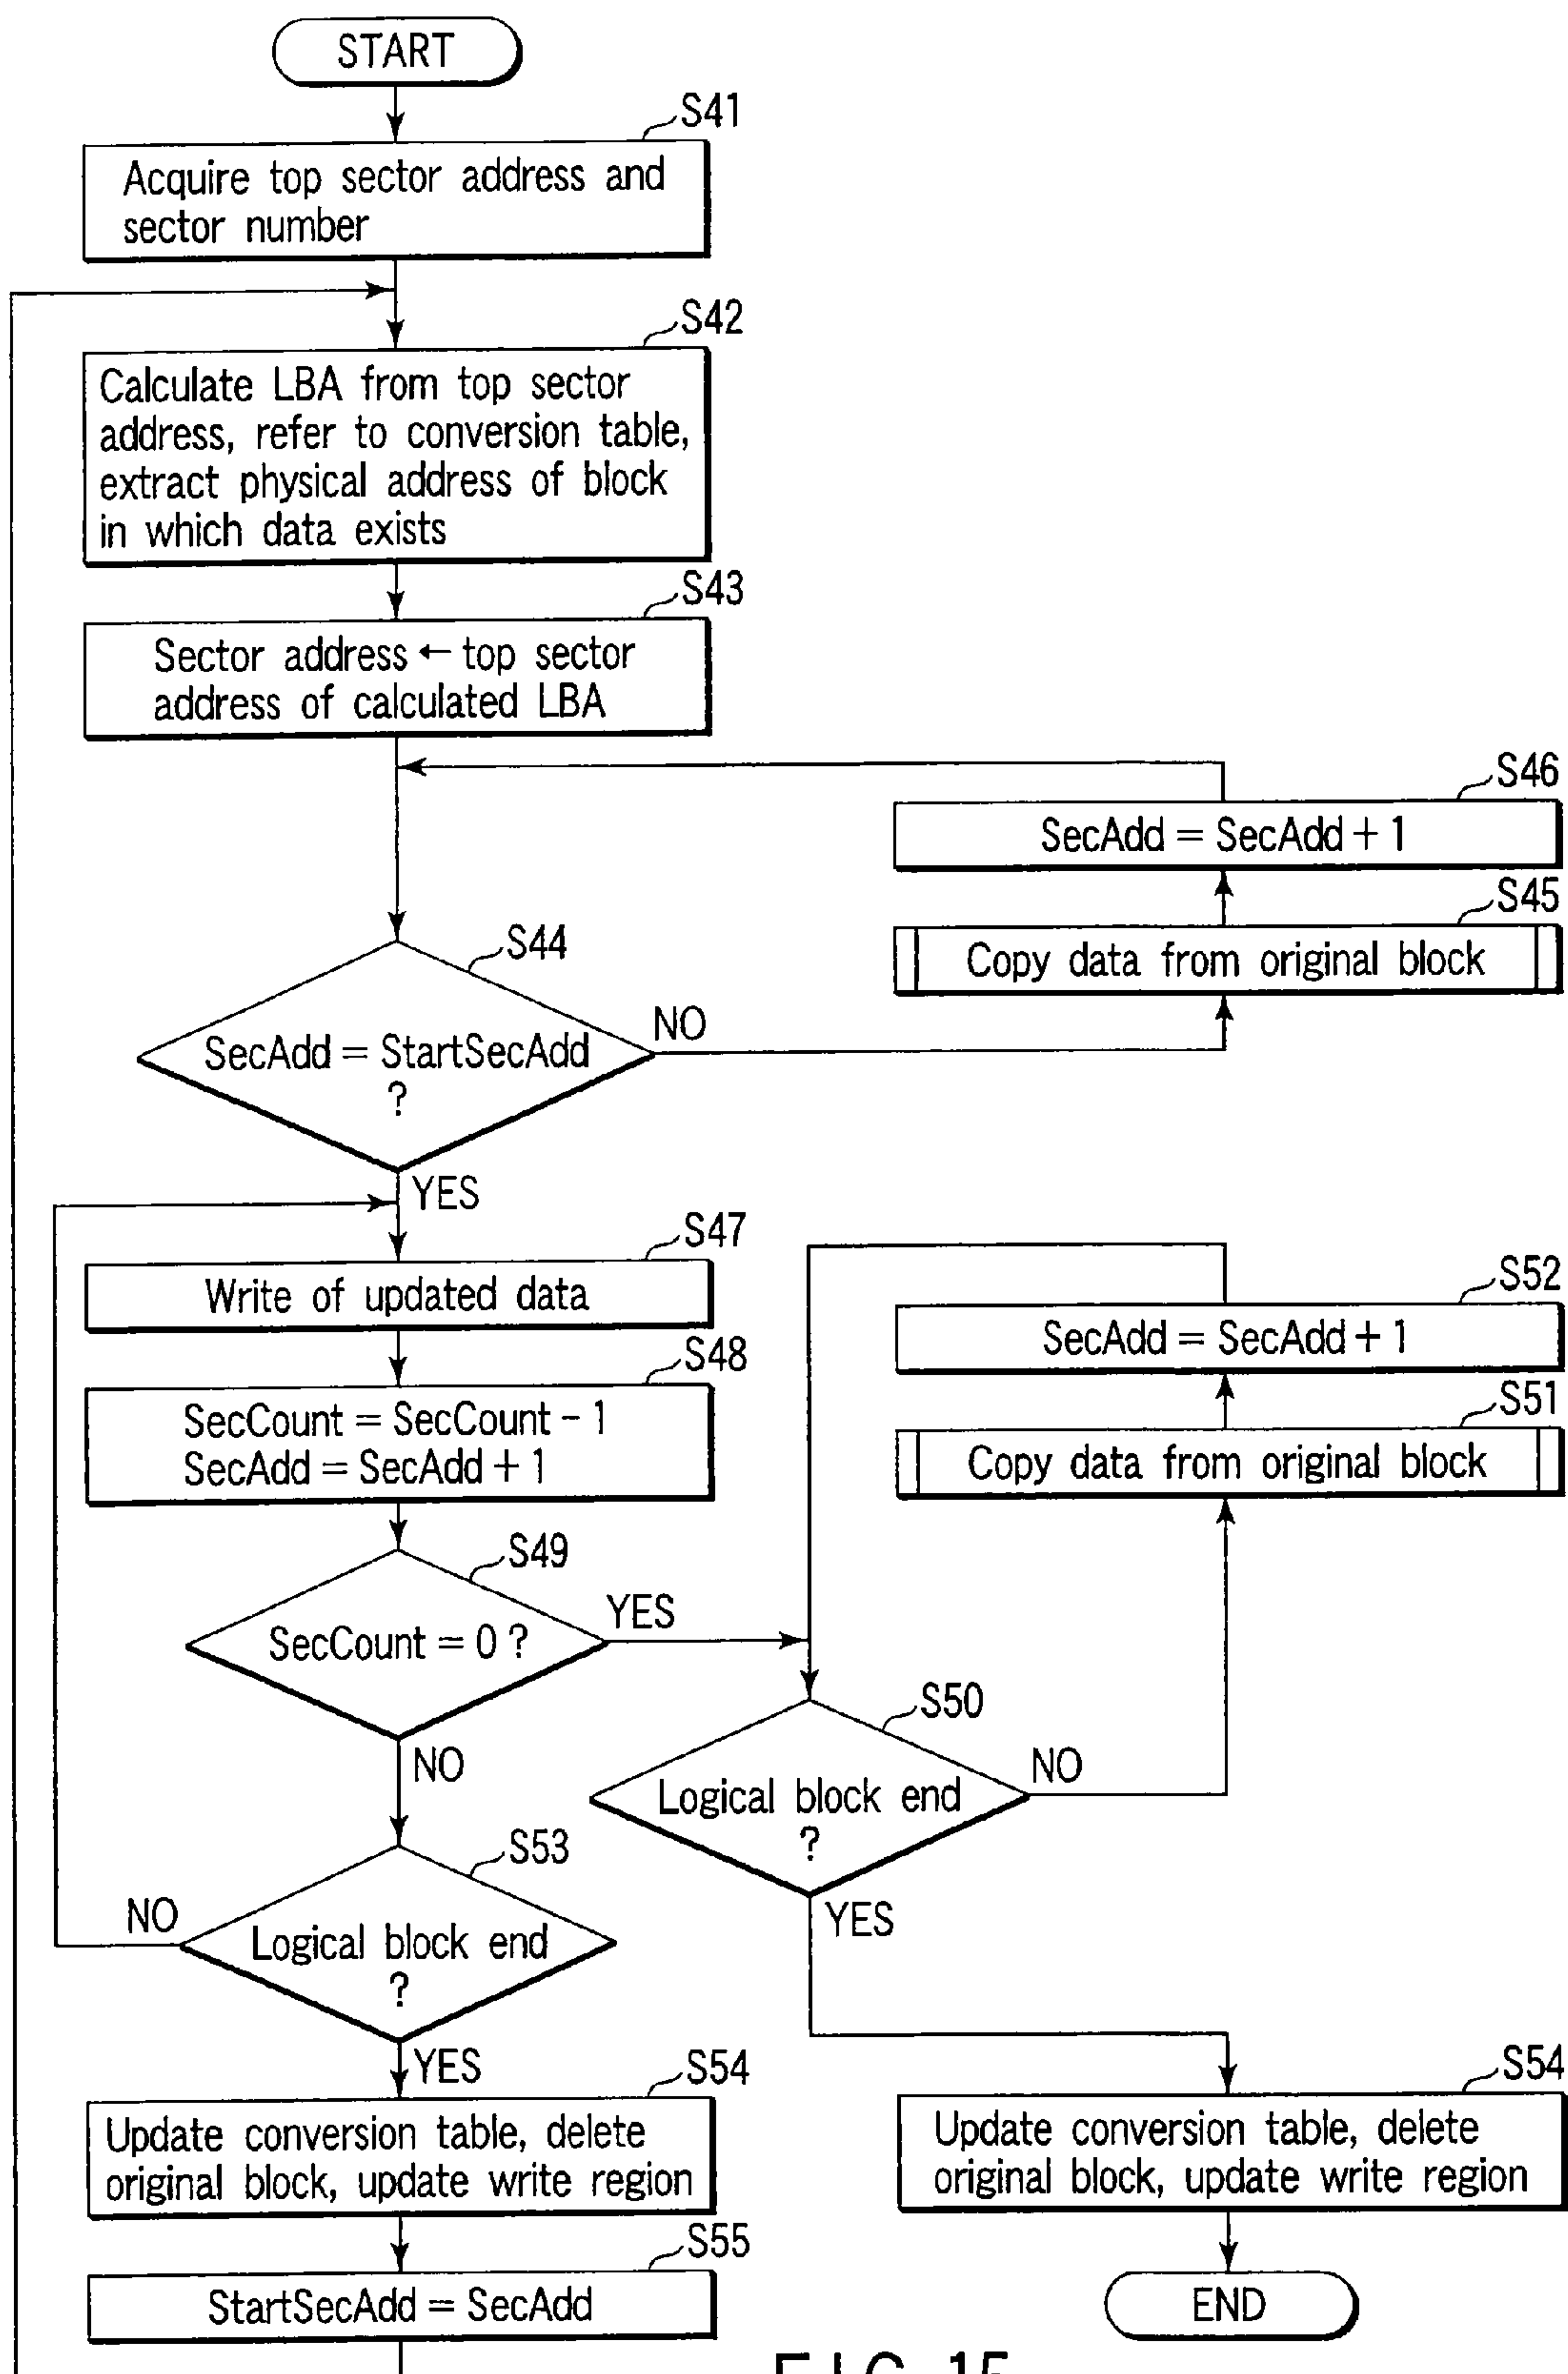 START
S41
Acquire top sector address and
sector number
S42
Calculate LBA from top sector
address, refer to conversion table,
extract physical address of block
in which data exists
S43
Sector address ← top sector
address of calculated LBA
S46
SecAdd = SecAdd + 1
S45
Copy data from original block
S44
SecAdd = StartSecAdd
?
NO
YES
S47
Write of updated data
S48
SecCount = SecCount - 1
SecAdd = SecAdd + 1
S52
SecAdd = SecAdd + 1
S51
Copy data from original block
S49
SecCount = 0 ?
YES
NO
S50
Logical block end
?
NO
YES
S53
Logical block end
?
NO
YES
S54
Update conversion table, delete
original block, update write region
S54
Update conversion table, delete
original block, update write region
S55
StartSecAdd = SecAdd
END
FIG. 15